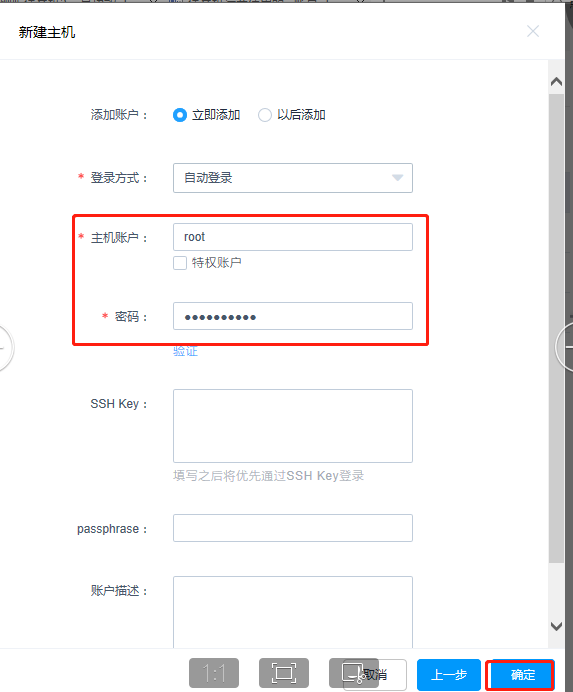 新建主机
添加账户： 立即添加 以后添加
* 登录方式： 自动登录
* 主机账户： root
特权账户
* 密码： ●●●●●●●●●●
验证
SSH Key：
填写之后将优先通过SSH Key登录
passphrase：
账户描述：
1:1 取消 上一步 确定